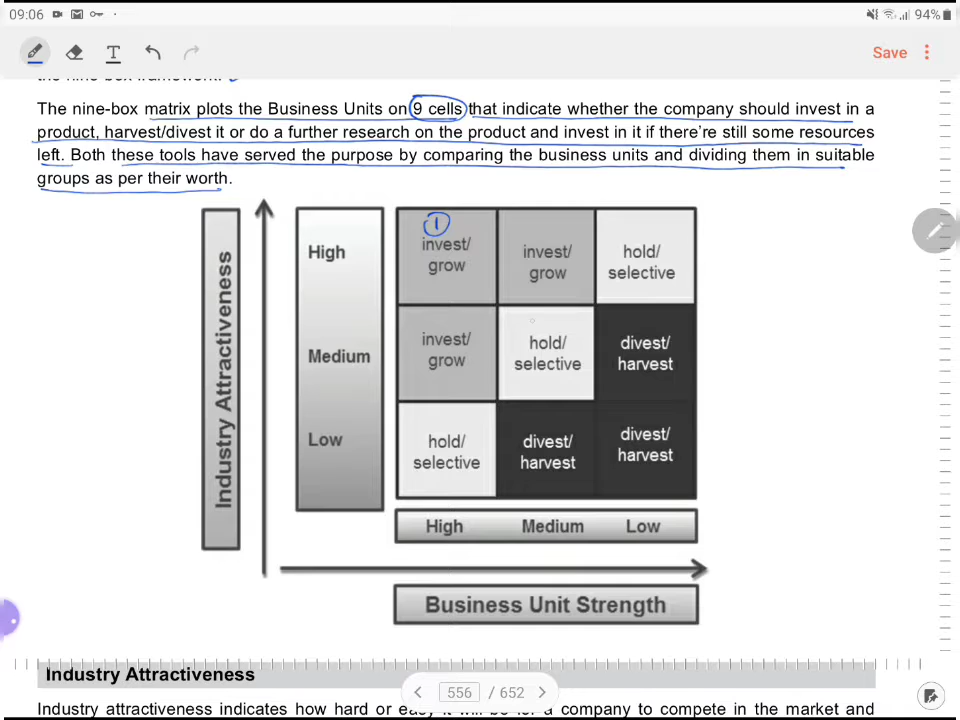 09:06
94%
T
Save
the nine-box framework.
The nine-box matrix plots the Business Units on 9 cells that indicate whether the company should invest in a
product, harvest/divest it or do a further research on the product and invest in it if there're still some resources
left. Both these tools have served the purpose by comparing the business units and dividing them in suitable
groups as per their worth.
Industry Attractiveness
High
Medium
Low
1
invest/
grow
invest/
grow
hold/
selective
invest/
grow
hold/
selective
divest/
harvest
hold/
selective
divest/
harvest
divest/
harvest
High Medium Low
Business Unit Strength
Industry Attractiveness
556 / 652
Industry attractiveness indicates how hard or easy it will be for a company to compete in the market and